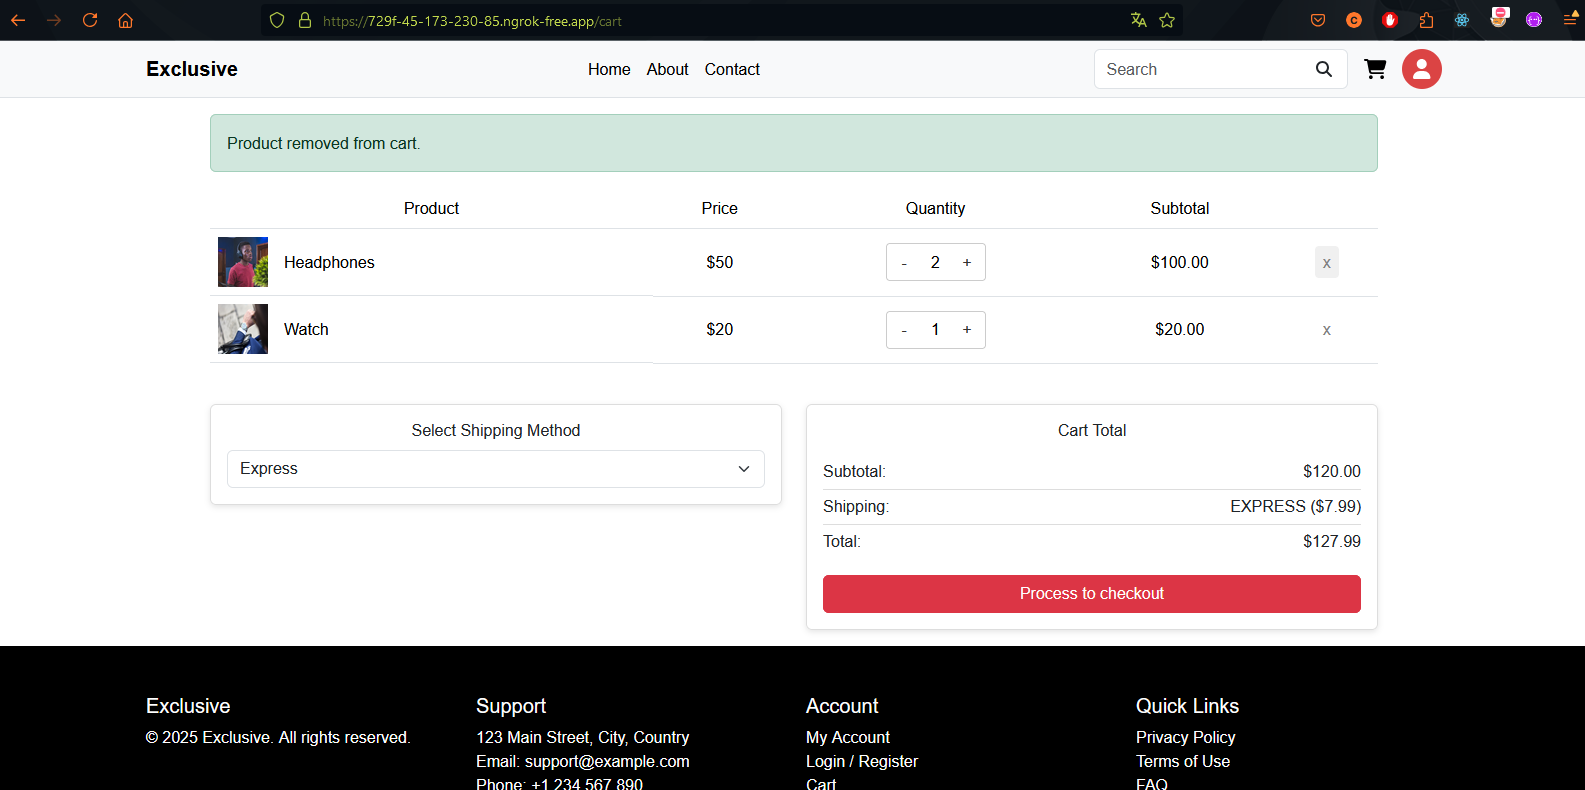 https://729f-45-173-230-85.ngrok-free.app/cart
Exclusive
Home About Contact
Search
Product removed from cart.
Product Price Quantity Subtotal
Headphones $50 - 2 + $100.00 x
Watch $20 - 1 + $20.00 x
Select Shipping Method
Express
Cart Total
Subtotal: $120.00
Shipping: EXPRESS ($7.99)
Total: $127.99
Process to checkout
Exclusive
© 2025 Exclusive. All rights reserved.
Support
123 Main Street, City, Country
Email: support@example.com
Phone: +1 234 567 890
Account
My Account
Login / Register
Cart
Quick Links
Privacy Policy
Terms of Use
FAQ